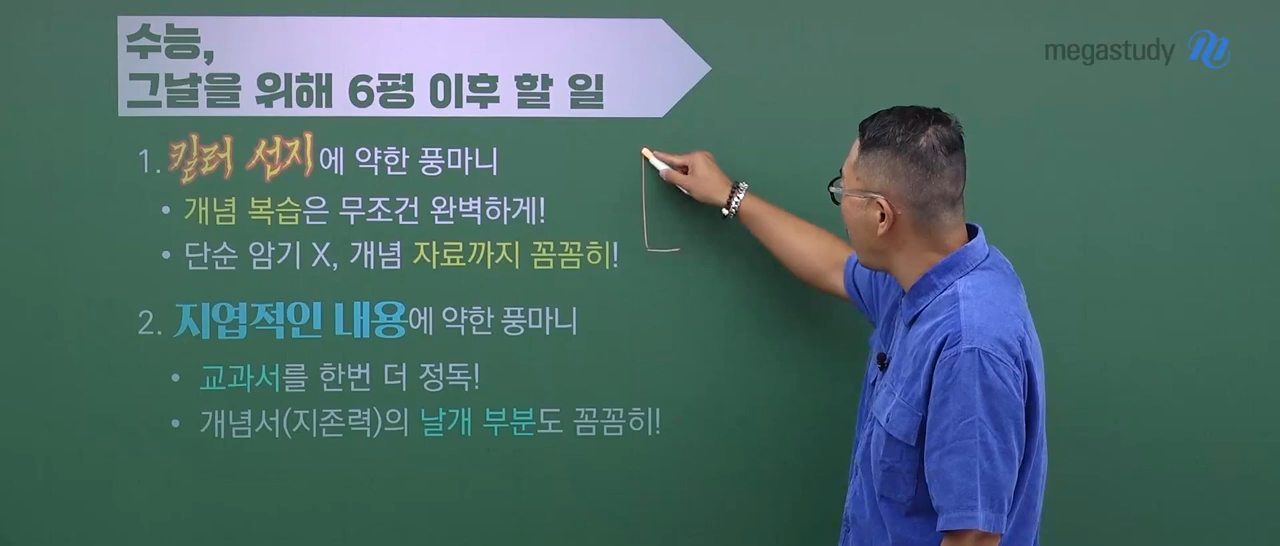 수능,
그날을 위해 6평 이후 할 일
megastudy
1. 킬러 섭지에 약한 풍마니
• 개념 복습은 무조건 완벽하게!
• 단순 암기 X, 개념 자료까지 꼼꼼히!
2. 지엽적인 내용에 약한 풍마니
• 교과서를 한번 더 정독!
• 개념서(지존력)의 날개 부분도 꼼꼼히!